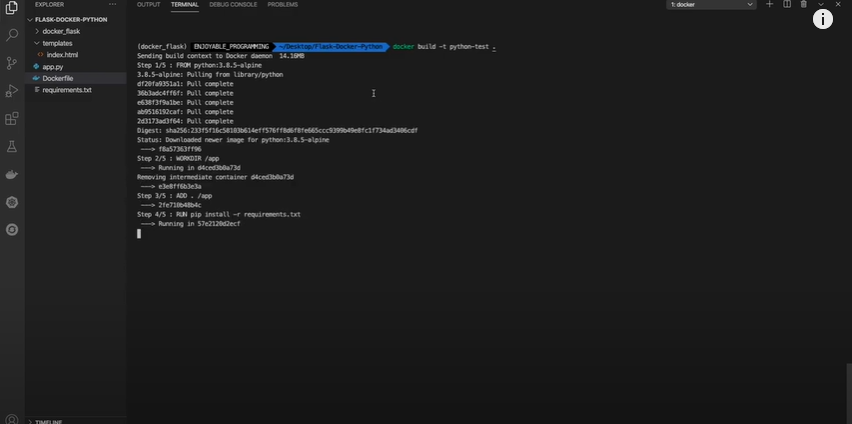 EXPLORER ...
FLASK-DOCKER-PYTHON
docker_flask
templates
index.html
app.py
Dockerfile
requirements.txt
TIMELINE
OUTPUT TERMINAL DEBUG CONSOLE PROBLEMS 1: docker
(docker_flask) ENJOYABLE_PROGRAMMING ~/Desktop/Flask-Docker-Python docker build -t python-test .
Sending build context to Docker daemon 14.16MB
Step 1/5 : FROM python:3.8.5-alpine
3.8.5-alpine: Pulling from library/python
df20fa9351a1: Pull complete
36b3adc4ff6f: Pull complete
e638f3f9a1be: Pull complete
ab9516192caf: Pull complete
2d3173ad3f64: Pull complete
Digest:
Status: Downloaded newer image for python:3.8.5-alpine
---> f8a57363ff96
Step 2/5 : WORKDIR /app
---> Running in d4ced3b0a73d
Removing intermediate container d4ced3b0a73d
---> e3e8ff6b3e3a
Step 3/5 : ADD . /app
---> 2fe710b48b4c
Step 4/5 : RUN pip install -r requirements.txt
---> Running in 57e2120d2ecf